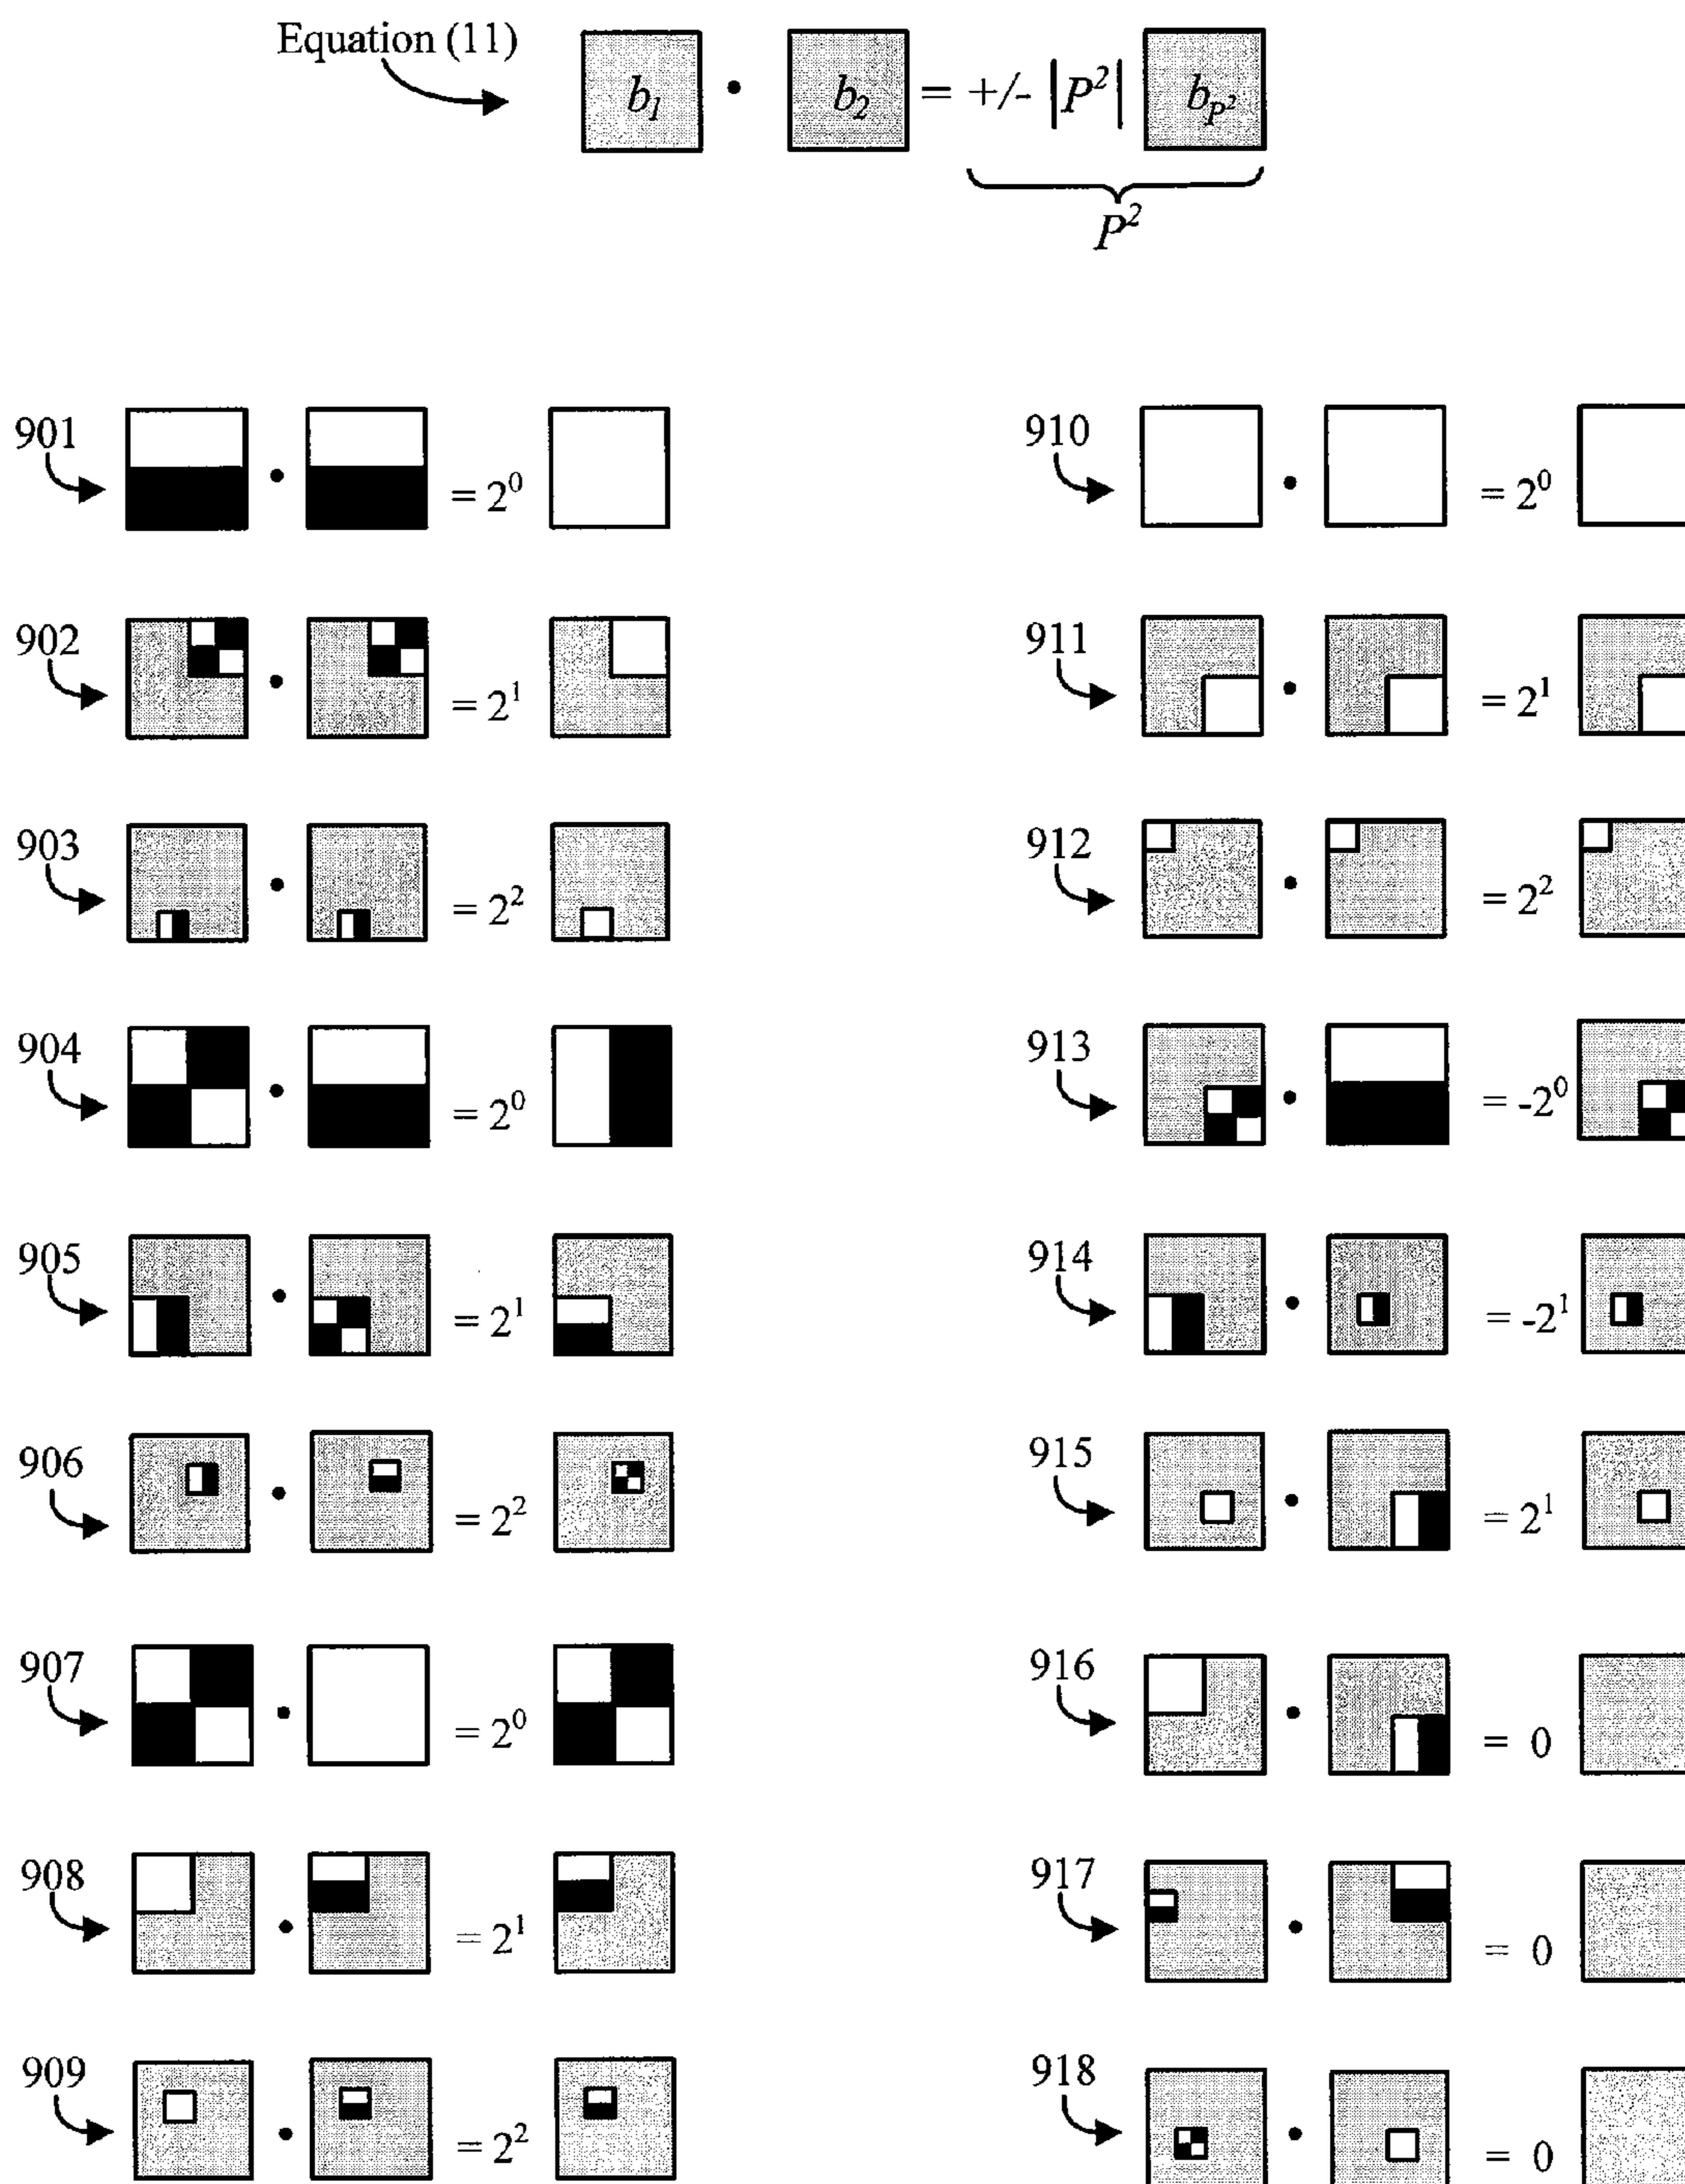 Equation (11)
b₁ • b₂ = +/- |P²| b_P²
P²
901 • = 2⁰
910 • = 2⁰
902 • = 2¹
911 • = 2¹
903 • = 2²
912 • = 2²
904 • = 2⁰
913 • = -2⁰
905 • = 2¹
914 • = -2¹
906 • = 2²
915 • = 2¹
907 • = 2⁰
916 • = 0
908 • = 2¹
917 • = 0
909 • = 2²
918 • = 0